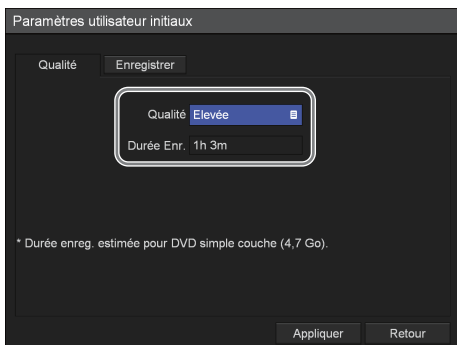 Paramètres utilisateur initiaux
Qualité Enregistrer
Qualité Elevée
Durée Enr. 1h 3m
* Durée enreg. estimée pour DVD simple couche (4,7 Go).
Appliquer Retour